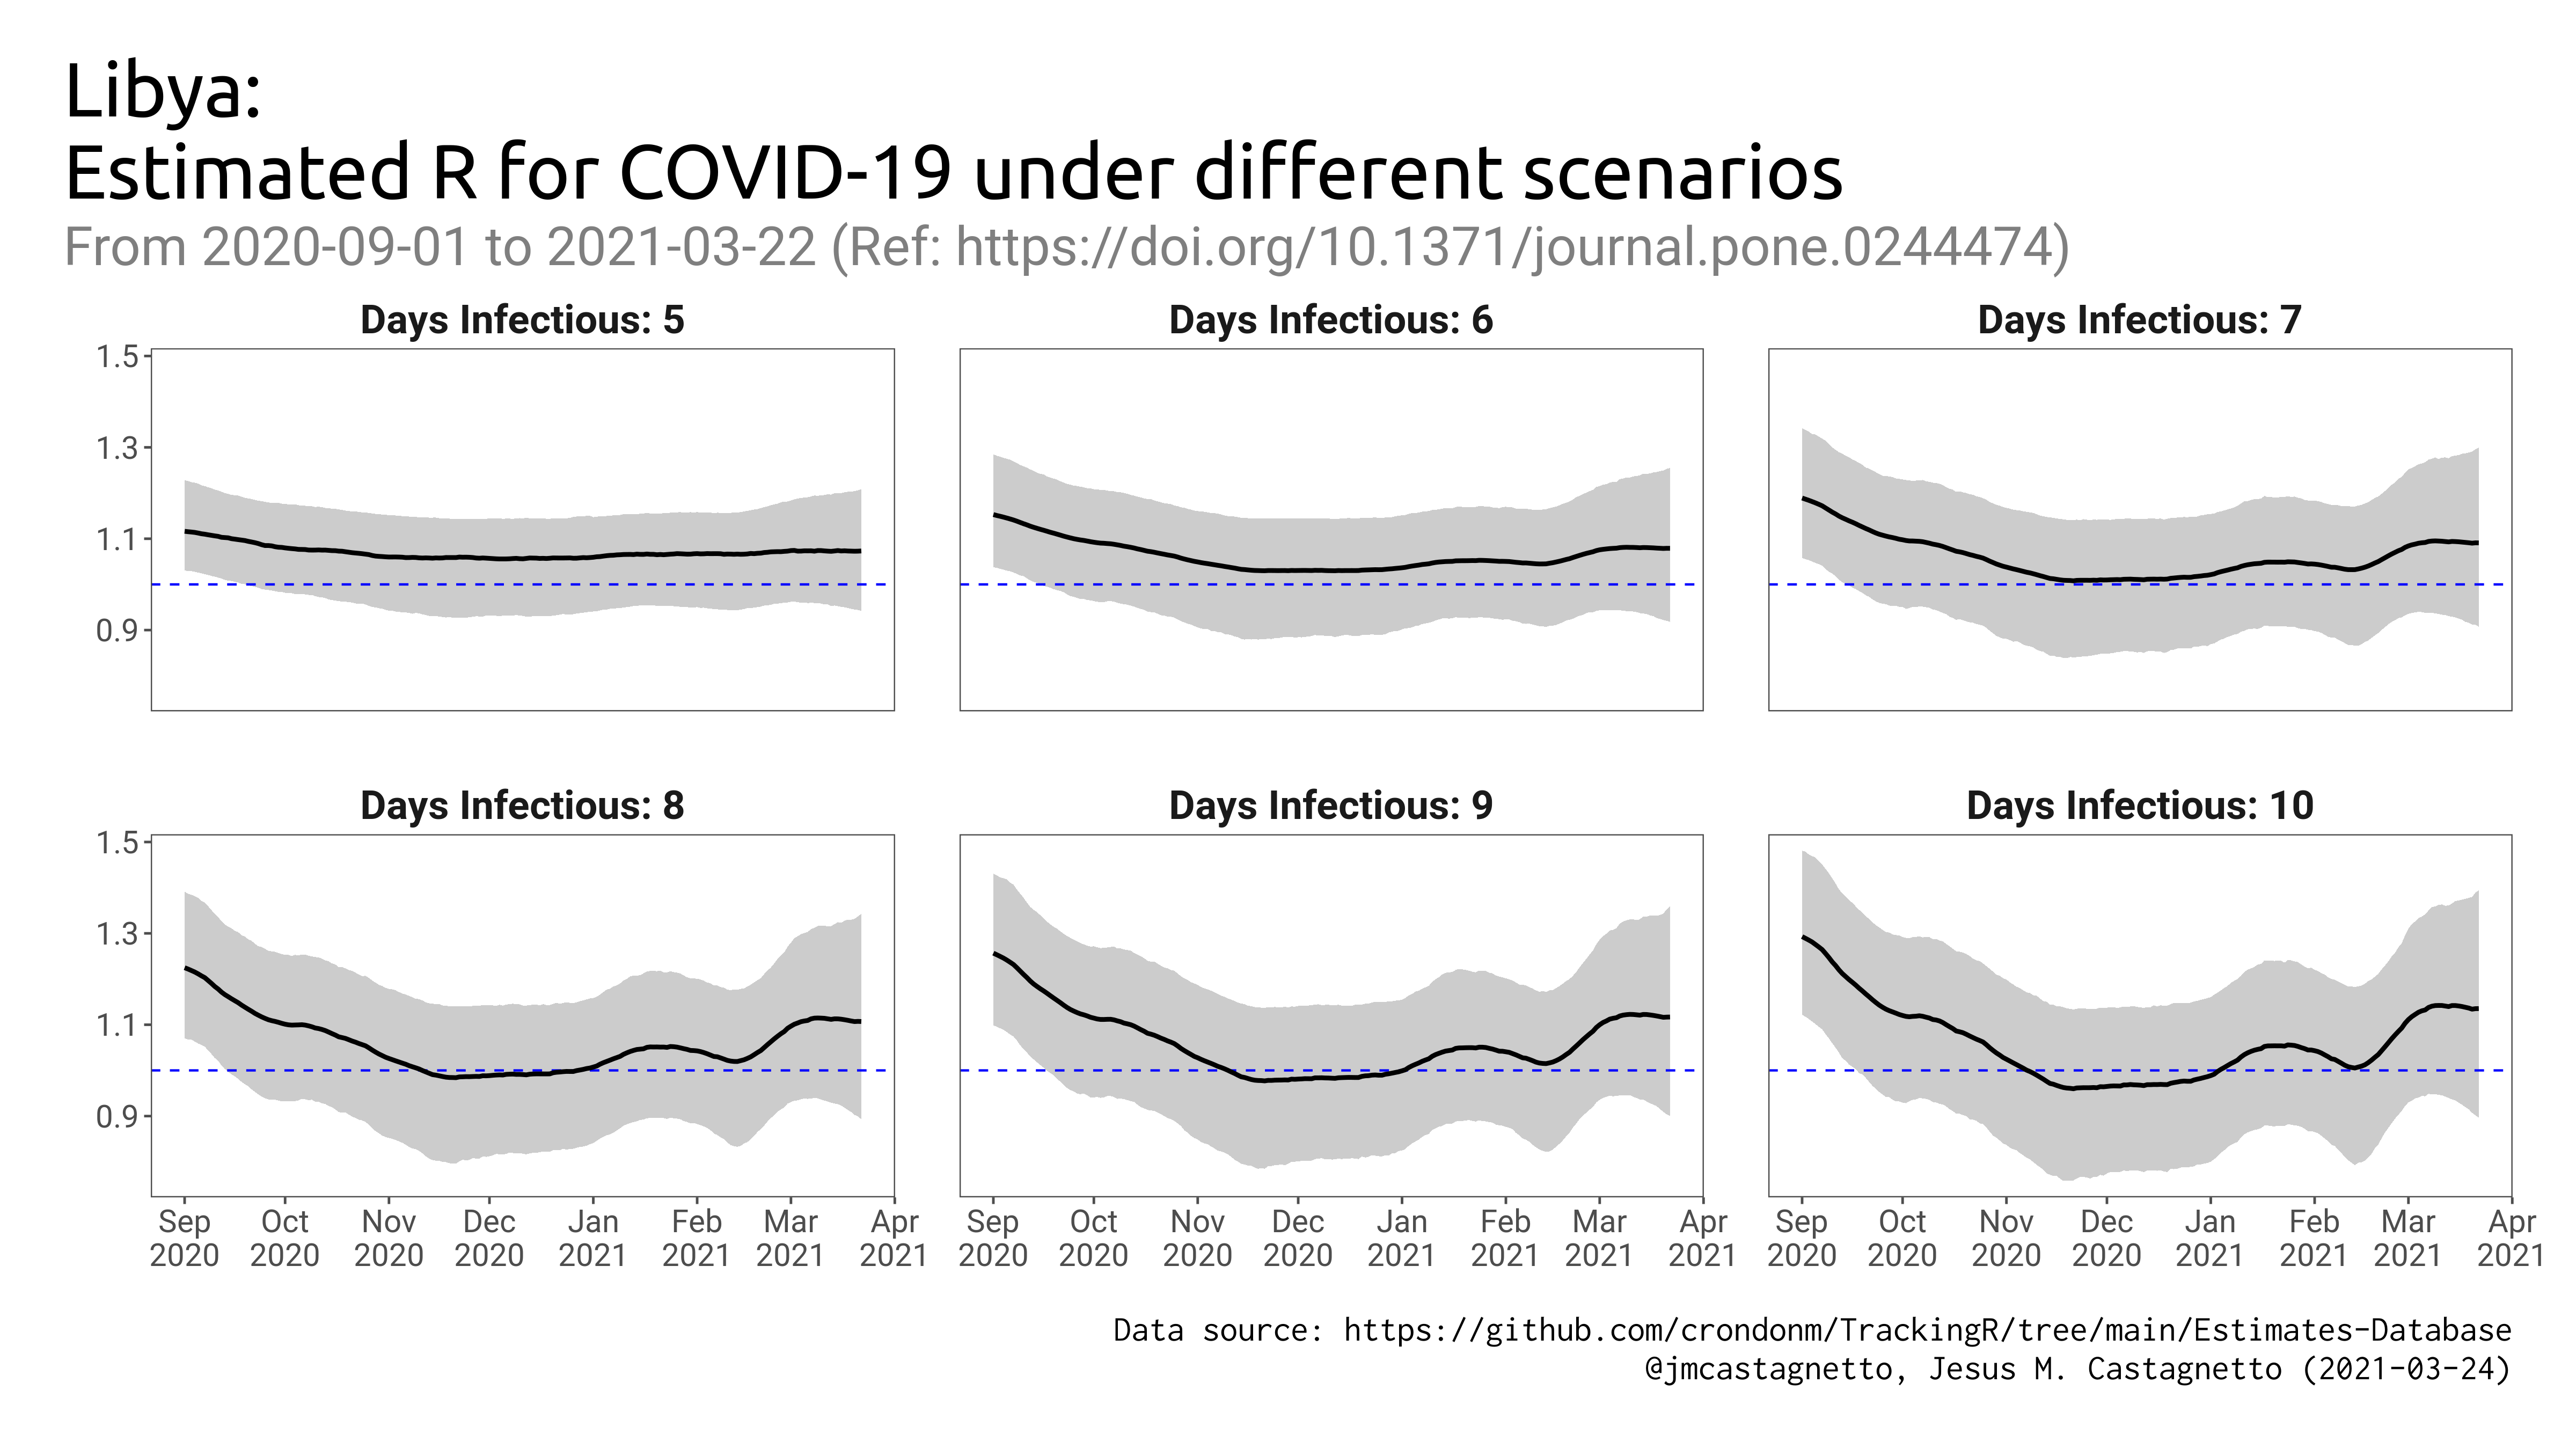 Libya:
Estimated R for COVID-19 under different scenarios
From 2020-09-01 to 2021-03-22 (Ref: https://doi.org/10.1371/journal.pone.0244474)
Days Infectious: 5
Days Infectious: 6
Days Infectious: 7
1.5
1.3
1.1
0.9
Days Infectious: 8
Days Infectious: 9
Days Infectious: 10
1.5
1.3
1.1
0.9
Sep Oct Nov Dec Jan Feb Mar Apr
2020 2020 2020 2020 2021 2021 2021 2021
Sep Oct Nov Dec Jan Feb Mar Apr
2020 2020 2020 2020 2021 2021 2021 2021
Sep Oct Nov Dec Jan Feb Mar Apr
2020 2020 2020 2020 2021 2021 2021 2021
Data source: https://github.com/crondonm/TrackingR/tree/main/Estimates-Database
@jmcastagnetto, Jesus M. Castagnetto (2021-03-24)